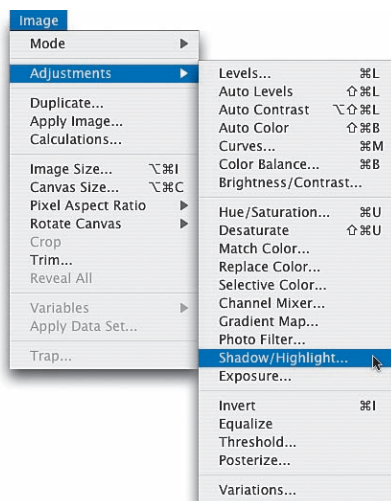 Image
Mode
Adjustments
Duplicate...
Apply Image...
Calculations...
Image Size... ⌥⌘I
Canvas Size... ⌥⌘C
Pixel Aspect Ratio
Rotate Canvas
Crop
Trim...
Reveal All
Variables
Apply Data Set...
Trap...
Levels... ⌘L
Auto Levels ⇧⌘L
Auto Contrast ⌥⇧⌘L
Auto Color ⇧⌘B
Curves... ⌘M
Color Balance... ⌘B
Brightness/Contrast...
Hue/Saturation... ⌘U
Desaturate ⇧⌘U
Match Color...
Replace Color...
Selective Color...
Channel Mixer...
Gradient Map...
Photo Filter...
Shadow/Highlight...
Exposure...
Invert ⌘I
Equalize
Threshold...
Posterize...
Variations...